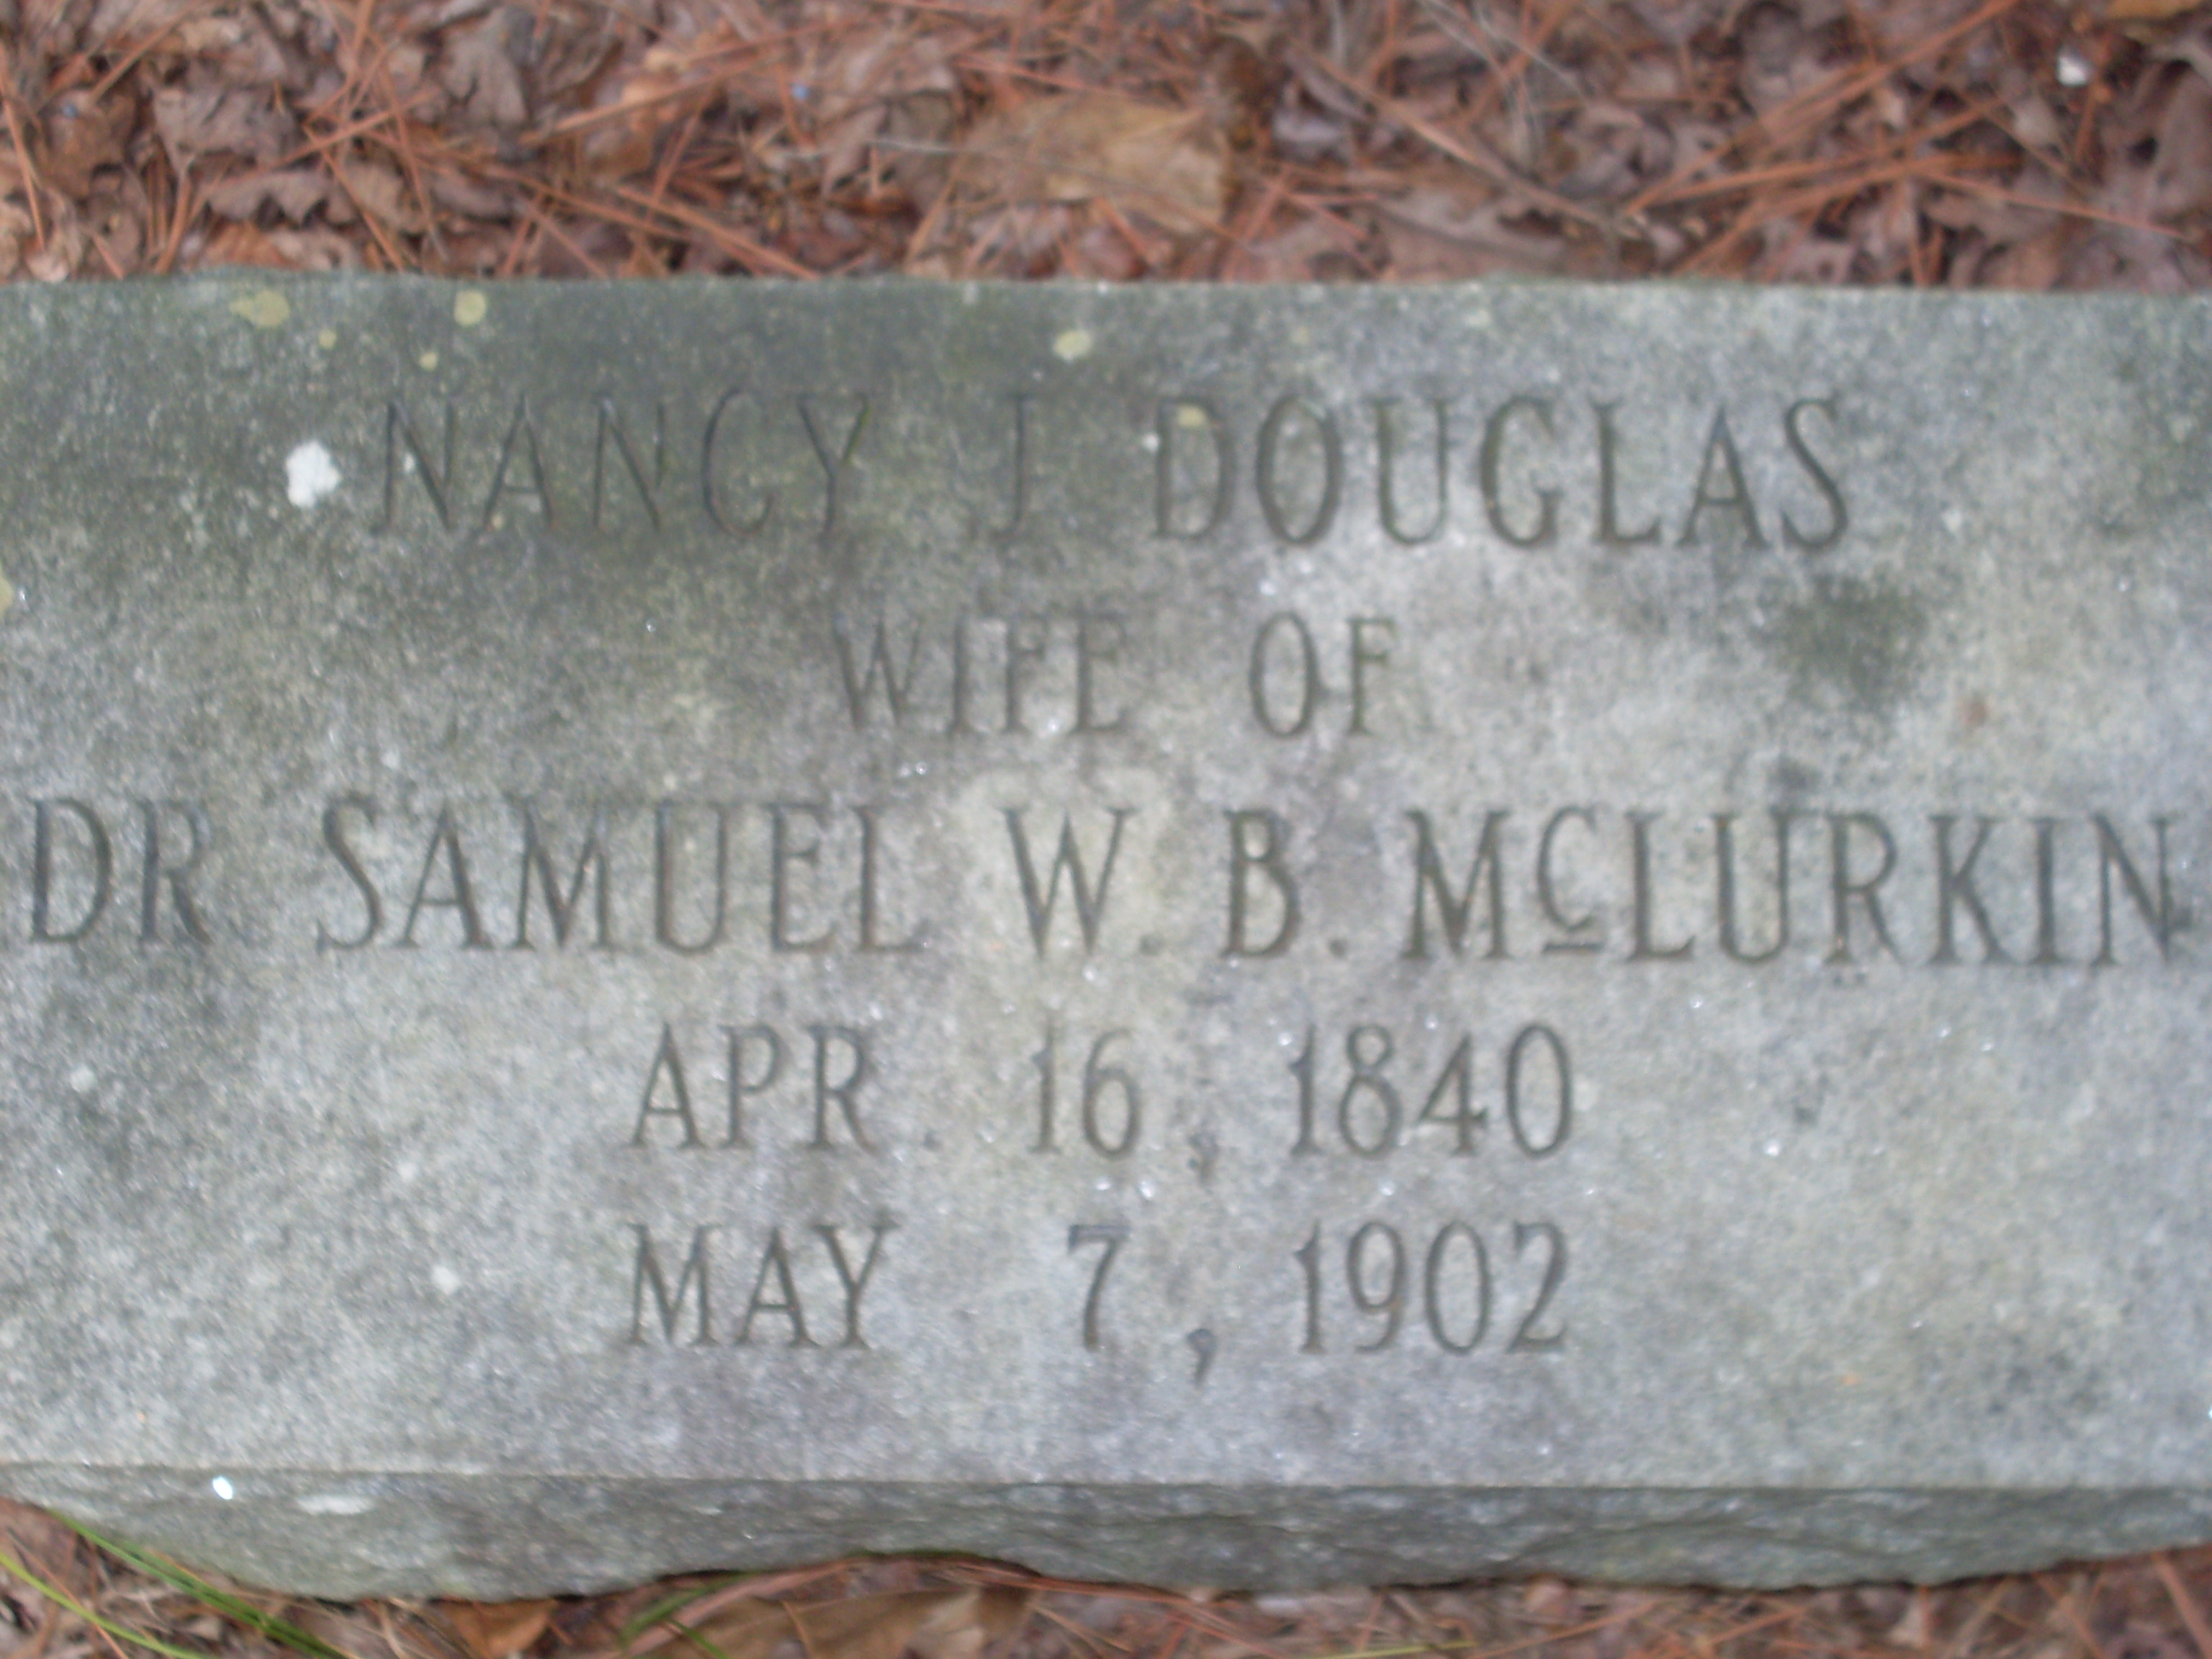 NANCY J DOUGLAS
WIFE OF
DR SAMUEL W. B. McLURKIN
APR. 16, 1840
MAY 7, 1902